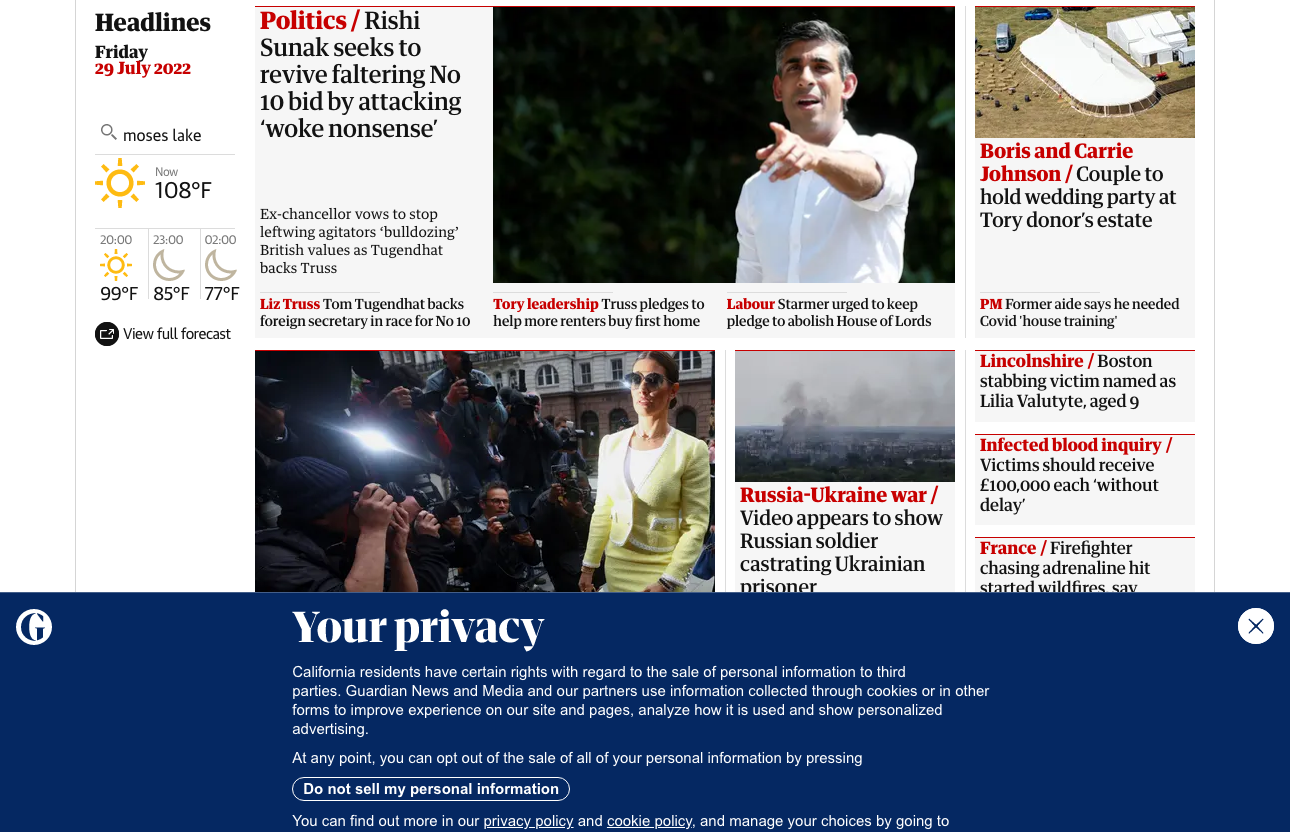 Headlines
Friday
29 July 2022
moses lake
Now
108°F
20:00
23:00
02:00
99°F
85°F
77°F
View full forecast
Politics / Rishi
Sunak seeks to
revive faltering No
10 bid by attacking
‘woke nonsense’
Ex-chancellor vows to stop
leftwing agitators ‘bulldozing’
British values as Tugendhat
backs Truss
Liz Truss Tom Tugendhat backs
foreign secretary in race for No 10
Tory leadership Truss pledges to
help more renters buy first home
Labour Starmer urged to keep
pledge to abolish House of Lords
Boris and Carrie
Johnson / Couple to
hold wedding party at
Tory donor’s estate
PM Former aide says he needed
Covid 'house training'
Russia-Ukraine war /
Video appears to show
Russian soldier
castrating Ukrainian
prisoner
Lincolnshire / Boston
stabbing victim named as
Lilia Valutyte, aged 9
Infected blood inquiry /
Victims should receive
£100,000 each ‘without
delay’
France / Firefighter
chasing adrenaline hit
started wildfires, say
Your privacy
California residents have certain rights with regard to the sale of personal information to third
parties. Guardian News and Media and our partners use information collected through cookies or in other
forms to improve experience on our site and pages, analyze how it is used and show personalized
advertising.
At any point, you can opt out of the sale of all of your personal information by pressing
Do not sell my personal information
You can find out more in our privacy policy and cookie policy, and manage your choices by going to